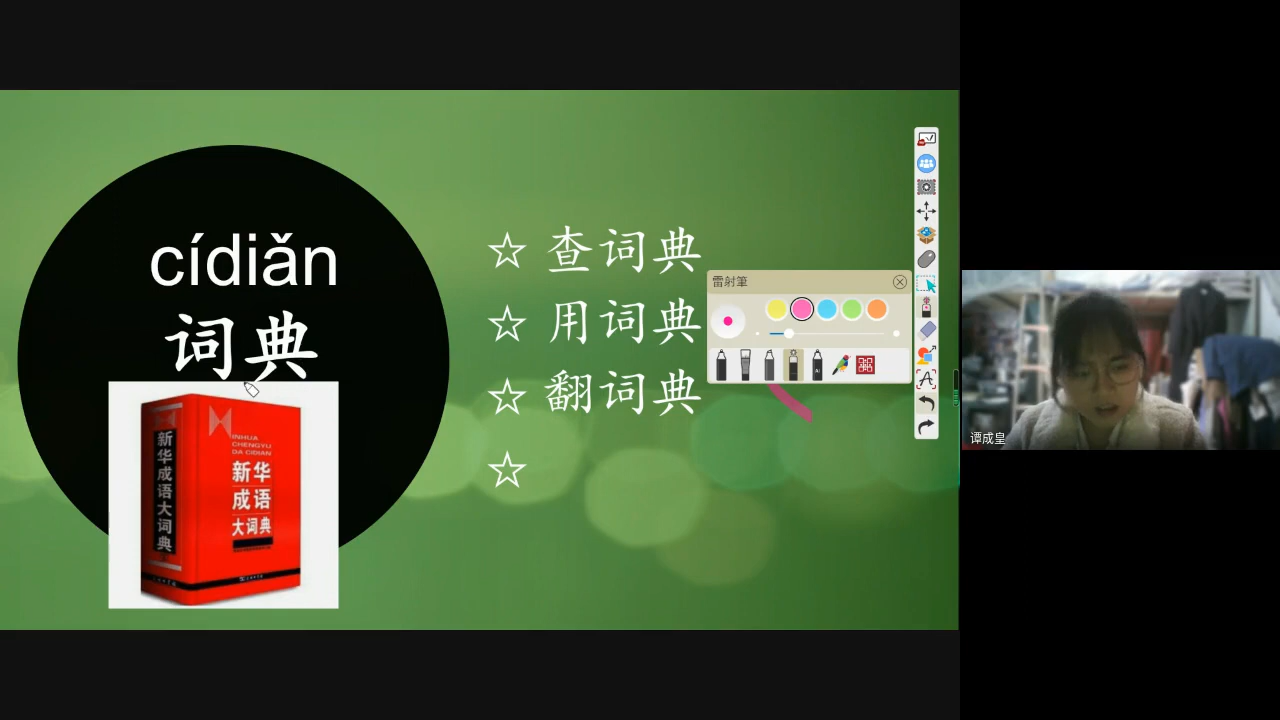 cídiǎn
词典
新华成语大词典
INHUA
CHENGYU
DA CIDIAN
新华
成语
大词典
☆ 查词典
☆ 用词典
☆ 翻词典
☆
雷射筆
谭成皇